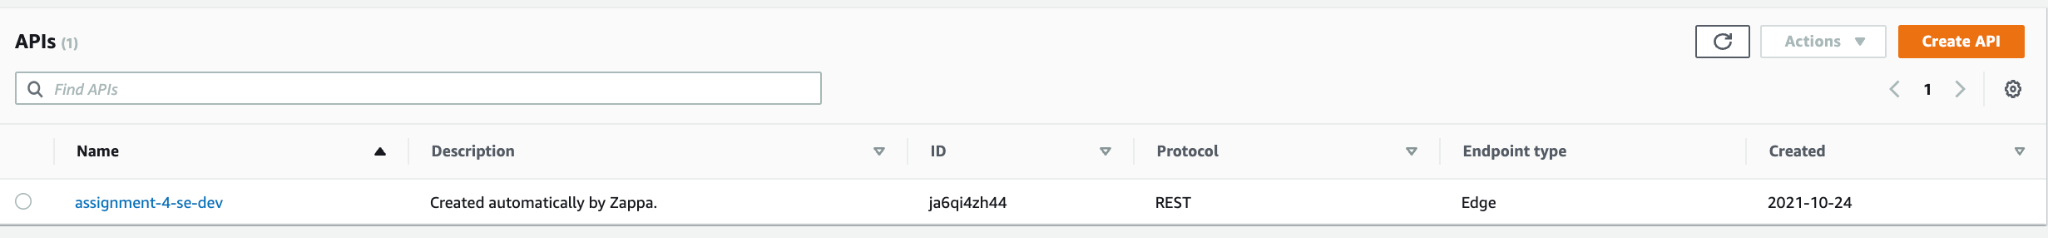 APIs (1)
Actions
Create API
Find APIs
1
Name Description ID Protocol Endpoint type Created
assignment-4-se-dev Created automatically by Zappa. ja6qi4zh44 REST Edge 2021-10-24